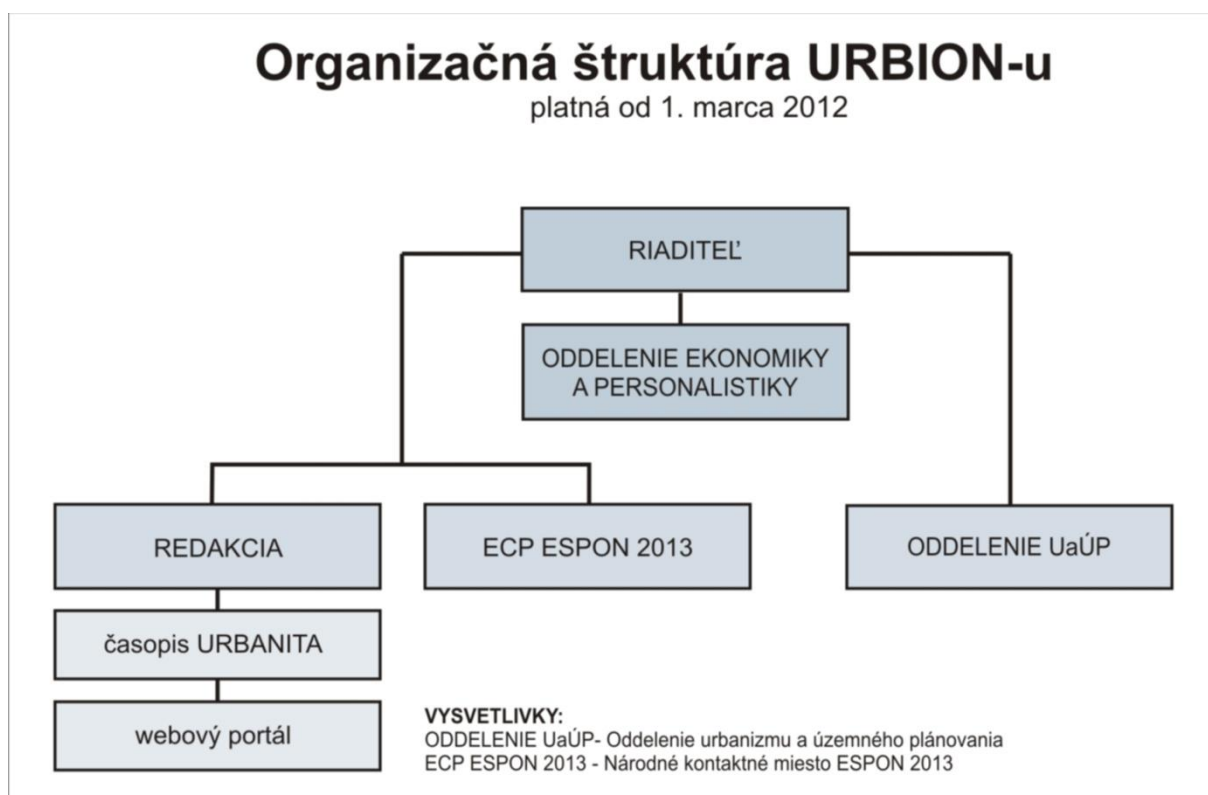 Organizačná štruktúra URBION-u
platná od 1. marca 2012
RIADITEĽ
ODDELENIE EKONOMIKY
A PERSONALISTIKY
REDAKCIA
ECP ESPON 2013
ODDELENIE UaÚP
časopis URBANITA
webový portál
VYSVETLIVKY:
ODDELENIE UaÚP- Oddelenie urbanizmu a územného plánovania
ECP ESPON 2013 - Národné kontaktné miesto ESPON 2013